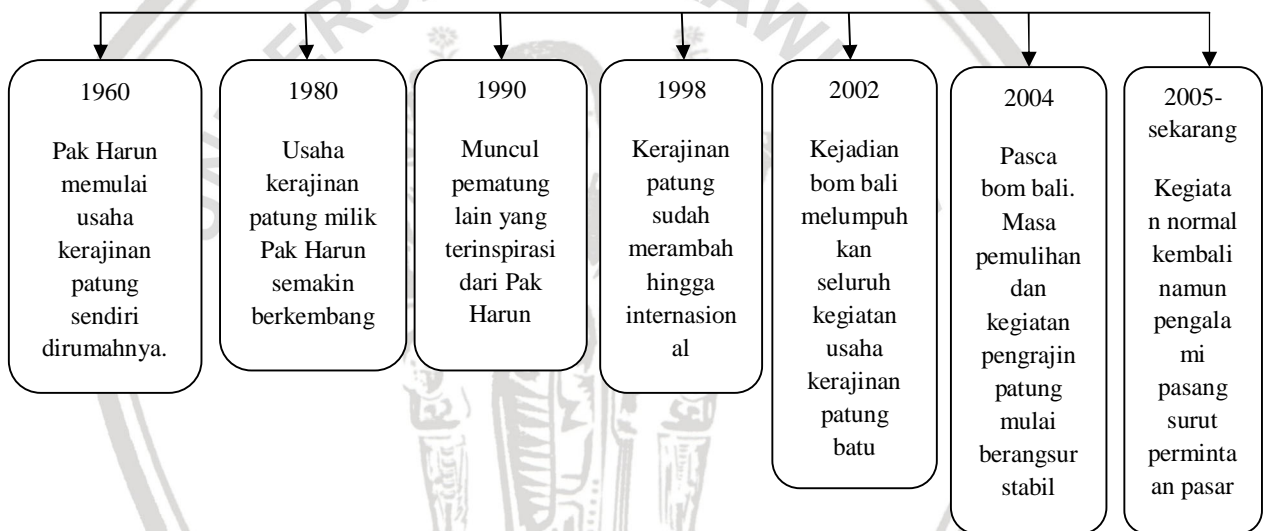 1960
Pak Harun
memulai
usaha
kerajinan
patung
sendiri
dirumahnya.
1980
Usaha
kerajinan
patung milik
Pak Harun
semakin
berkembang
1990
Muncul
pematung
lain yang
terinspirasi
dari Pak
Harun
1998
Kerajinan
patung
sudah
merambah
hingga
internasion
al
2002
Kejadian
bom bali
melumpuh
kan
seluruh
kegiatan
usaha
kerajinan
patung
batu
2004
Pasca
bom bali.
Masa
pemulihan
dan
kegiatan
pengrajin
patung
mulai
berangsur
stabil
2005-
sekarang
Kegiata
n normal
kembali
namun
pengala
mi
pasang
surut
perminta
an pasar